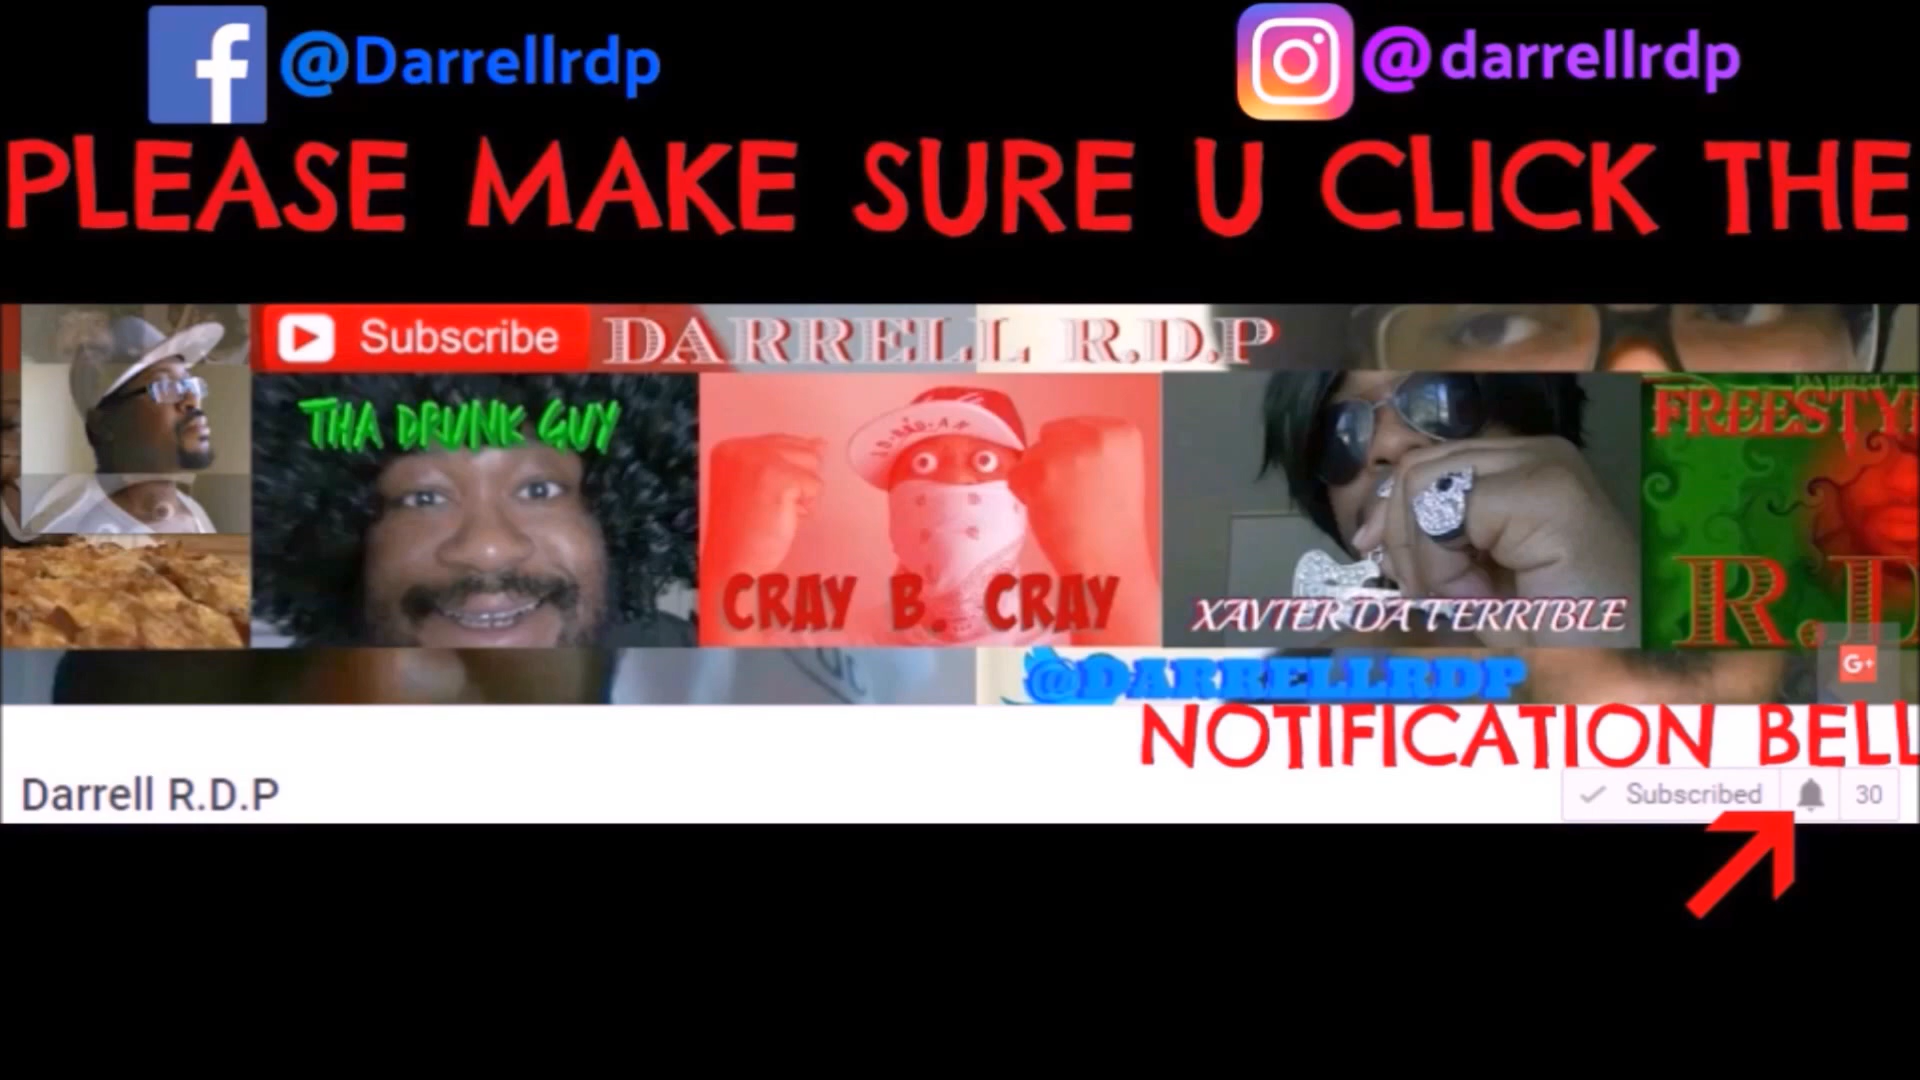 @Darrellrdp
@darrellrdp
PLEASE MAKE SURE U CLICK THE
Subscribe
DARRELL R.D.P
THA DRUNK GUY
CRAY B. CRAY
XAVIER DA TERRIBLE
R.D
@DARRELLRDP
G+
NOTIFICATION BELL
Darrell R.D.P
Subscribed
30